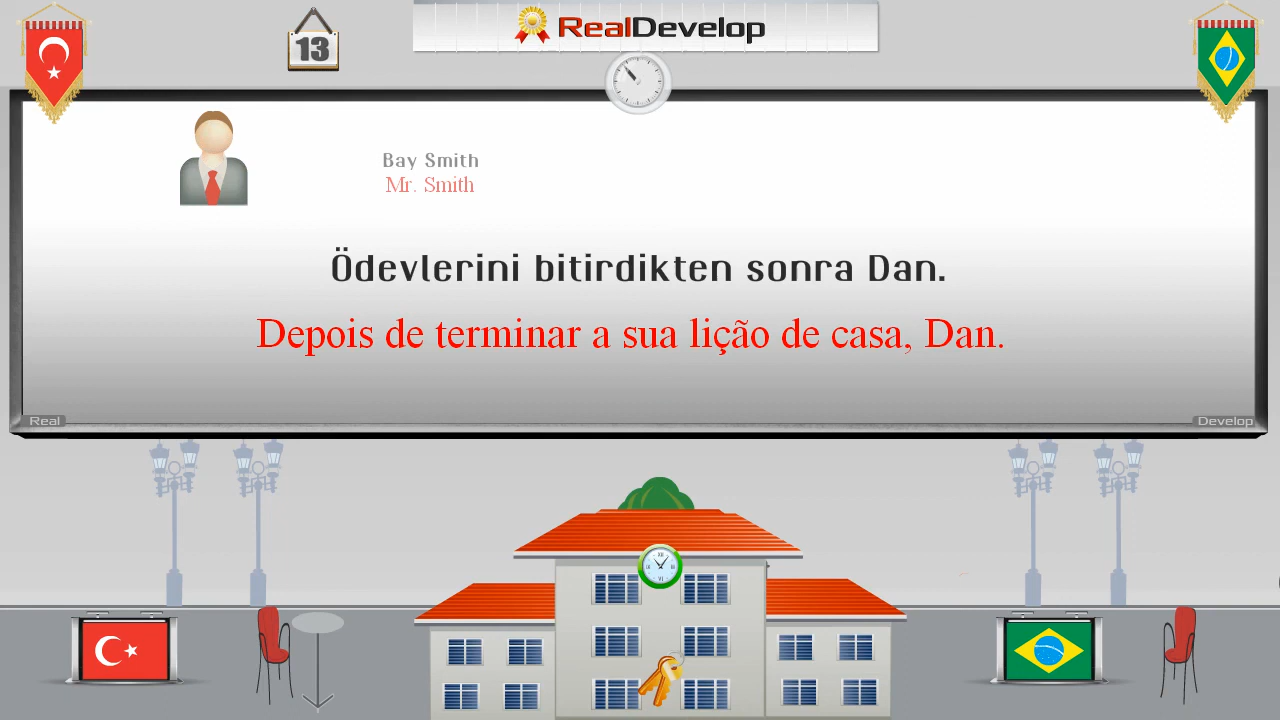 13
RealDevelop
Bay Smith
Mr. Smith
Ödevlerini bitirdikten sonra Dan.
Depois de terminar a sua lição de casa, Dan.
Real
Develop